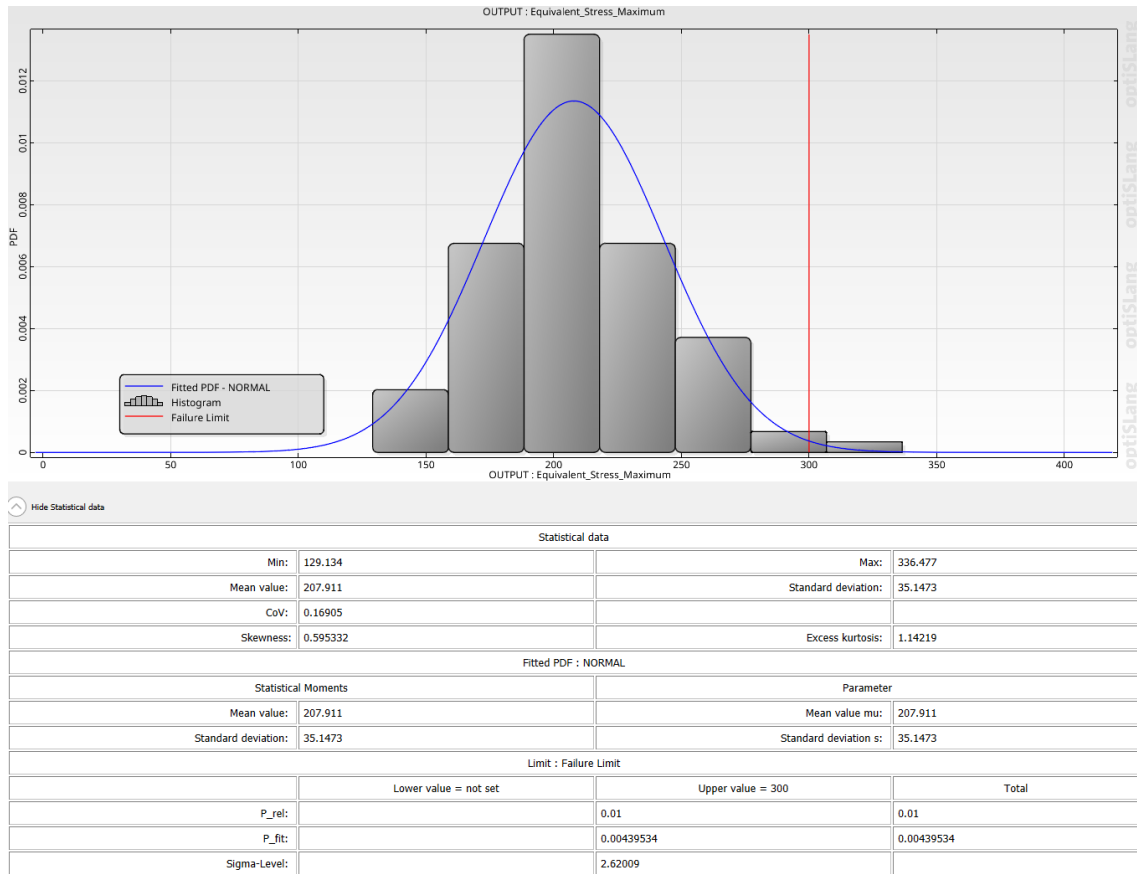 OUTPUT : Equivalent_Stress_Maximum
optiSLang optiSLang optiSLang optiSLang
PDF
0.012
0.01
0.008
0.006
0.004
0.002
0
Fitted PDF - NORMAL
Histogram
Failure Limit
0 50 100 150 200 250 300 350 400
OUTPUT : Equivalent_Stress_Maximum
Hide Statistical data
Statistical data
Min: 129.134 Max: 336.477
Mean value: 207.911 Standard deviation: 35.1473
CoV: 0.16905
Skewness: 0.595332 Excess kurtosis: 1.14219
Fitted PDF : NORMAL
Statistical Moments Parameter
Mean value: 207.911 Mean value mu: 207.911
Standard deviation: 35.1473 Standard deviation s: 35.1473
Limit : Failure Limit
Lower value = not set Upper value = 300 Total
P_rel: 0.01 0.01
P_fit: 0.00439534 0.00439534
Sigma-Level: 2.62009